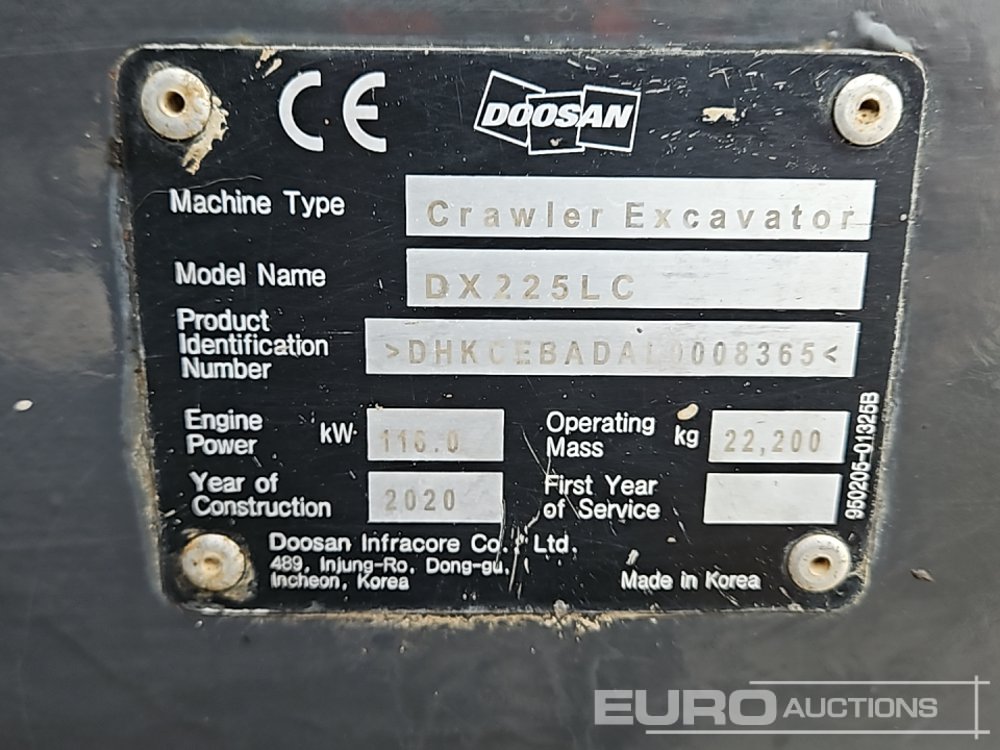 CE DOOSAN
Machine Type Crawler Excavator
Model Name DX225LC
Product
Identification
Number >DHKCEBADAL0008365<
Engine
Power kW 116.0
Operating
Mass kg 22,200
Year of
Construction 2020
First Year
of Service
950205-01325B
Doosan Infracore Co., Ltd.
489, Injung-Ro, Dong-gu,
Incheon, Korea
Made in Korea
EURO AUCTIONS